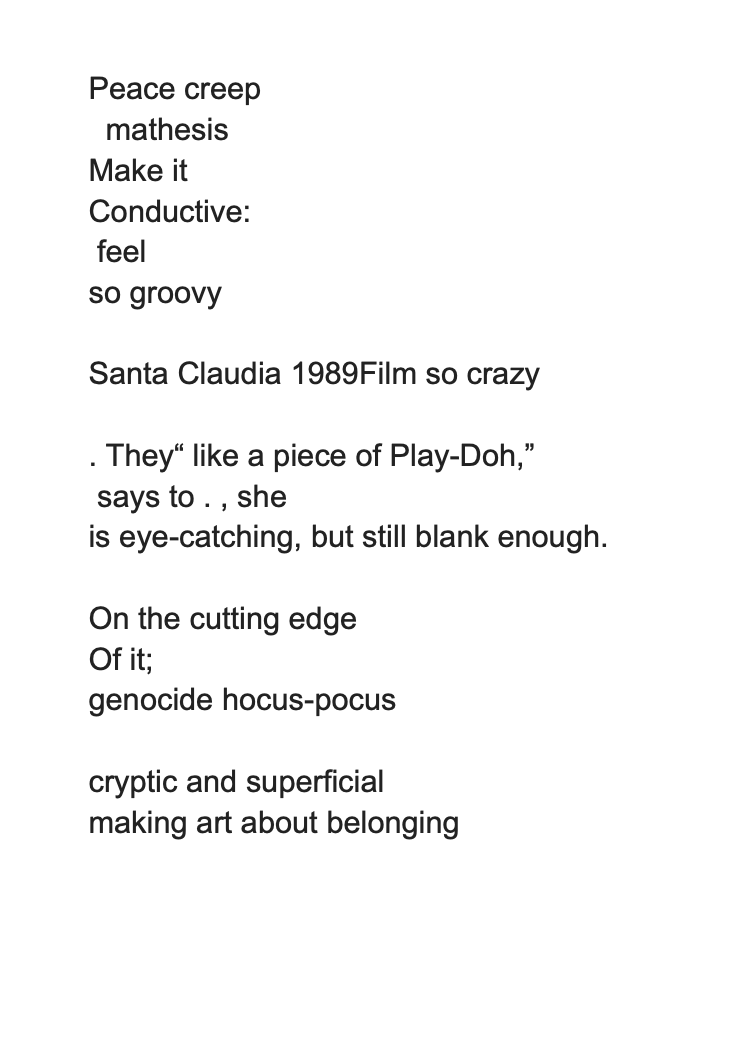 Peace creep
mathesis
Make it
Conductive:
feel
so groovy
Santa Claudia 1989Film so crazy
. They“ like a piece of Play-Doh,”
says to . , she
is eye-catching, but still blank enough.
On the cutting edge
Of it;
genocide hocus-pocus
cryptic and superficial
making art about belonging